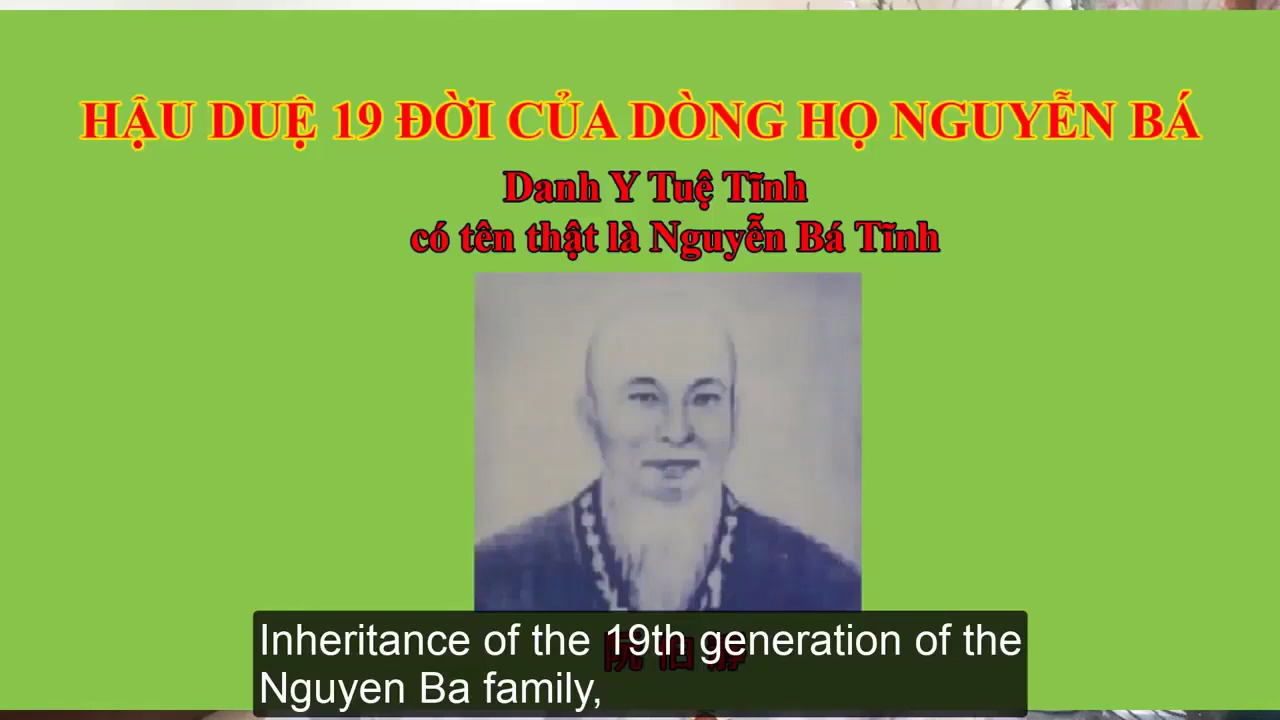 HẬU DUỆ 19 ĐỜI CỦA DÒNG HỌ NGUYỄN BÁ
Danh Y Tuệ Tĩnh
có tên thật là Nguyễn Bá Tĩnh
Inheritance of the 19th generation of the
Nguyen Ba family,